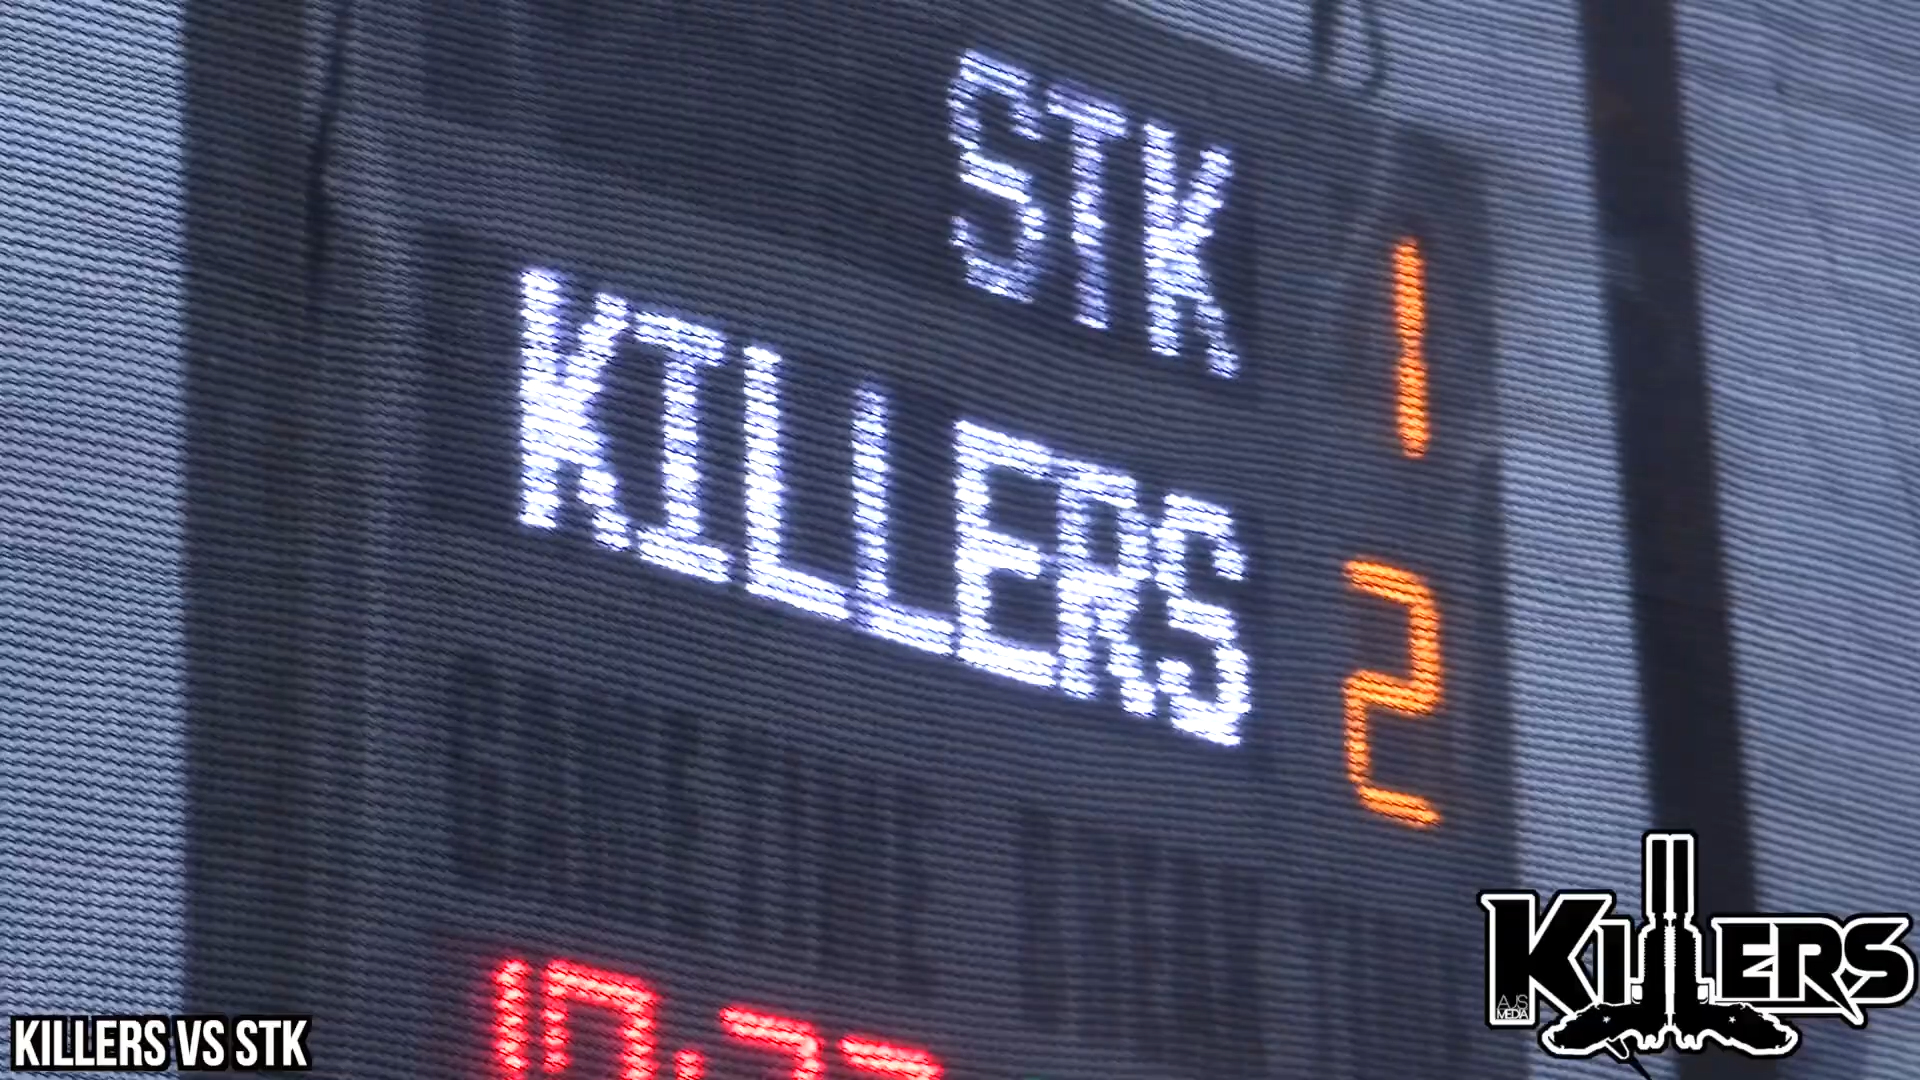 STK 1
KILLERS 2
KILLERS
AJS
MEDIA
KILLERS VS STK